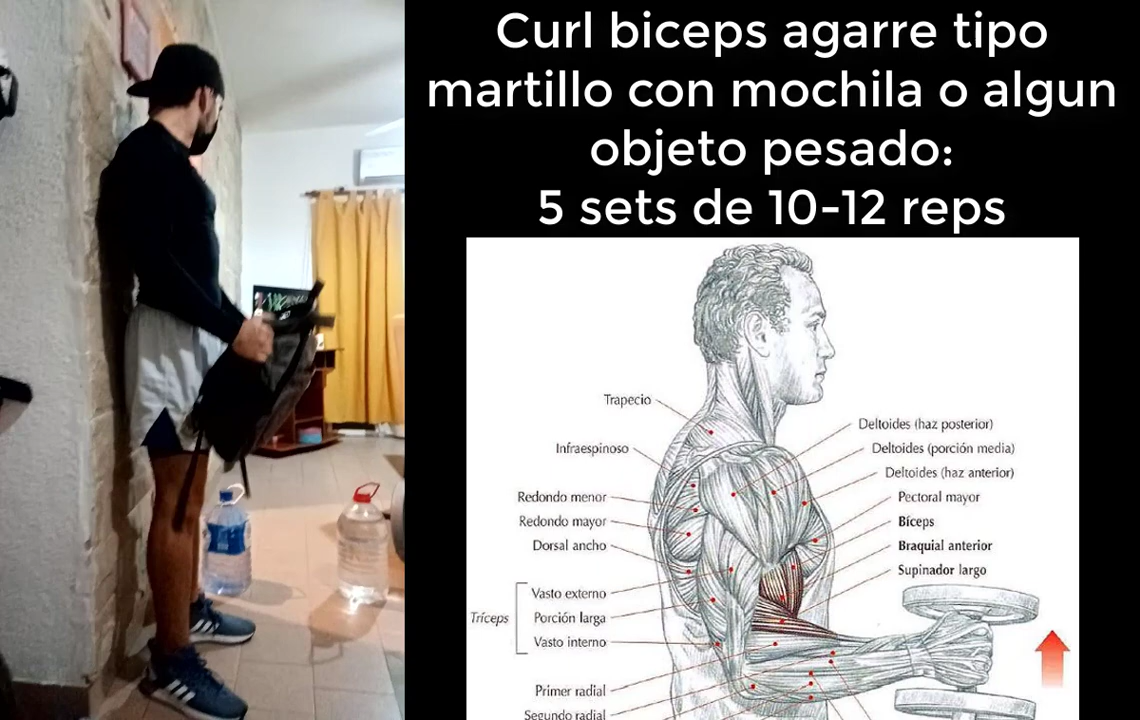 Curl biceps agarre tipo
martillo con mochila o algun
objeto pesado:
5 sets de 10-12 reps
Trapecio
Infraespinoso
Redondo menor
Redondo mayor
Dorsal ancho
Tríceps
Vasto externo
Porción larga
Vasto interno
Primer radial
Segundo radial
Deltoides (haz posterior)
Deltoides (porción media)
Deltoides (haz anterior)
Pectoral mayor
Bíceps
Braquial anterior
Supinador largo